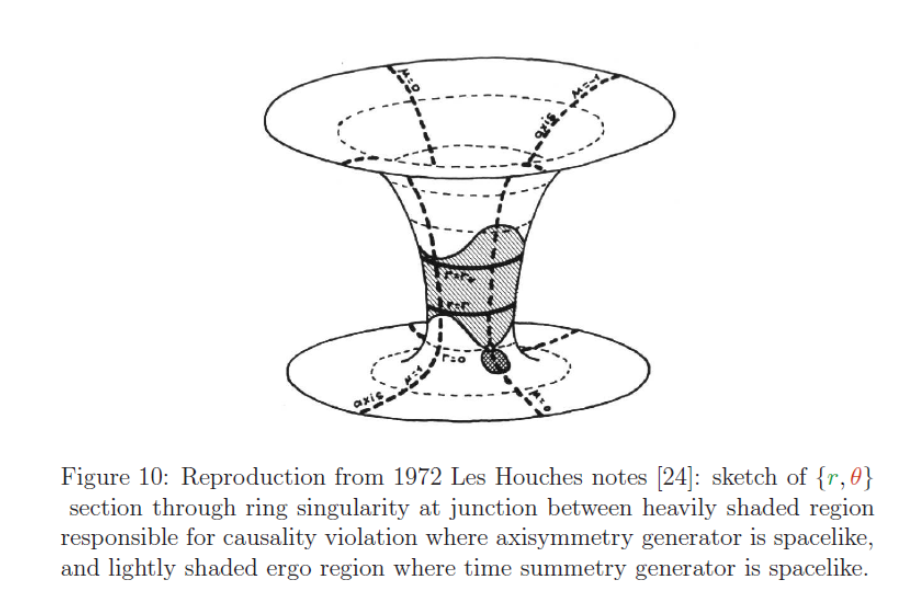 μ=0
axis
r=r₊
r=0
axis
μ=0
Figure 10: Reproduction from 1972 Les Houches notes [24]: sketch of {r, θ}
section through ring singularity at junction between heavily shaded region
responsible for causality violation where axisymmetry generator is spacelike,
and lightly shaded ergo region where time summetry generator is spacelike.